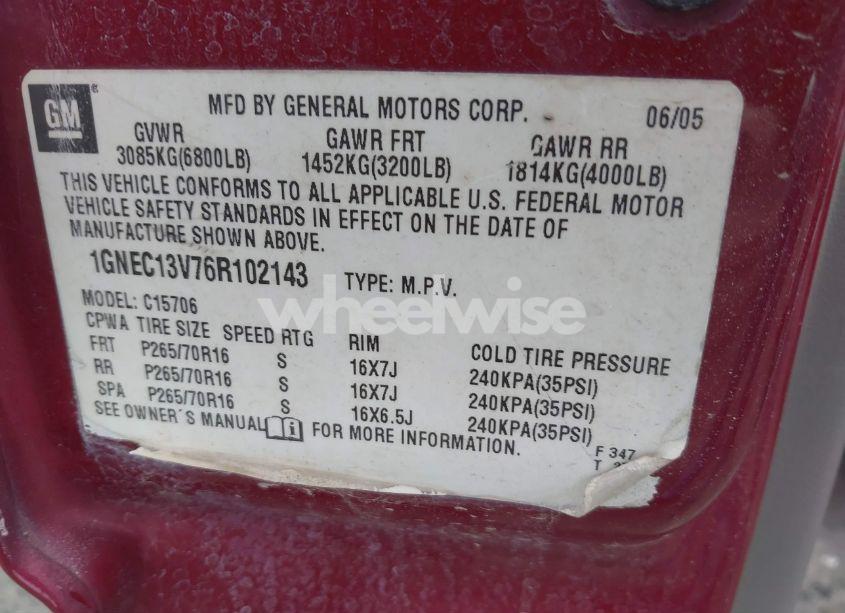 GM
MFD BY GENERAL MOTORS CORP. 06/05
GVWR GAWR FRT GAWR RR
3085KG(6800LB) 1452KG(3200LB) 1814KG(4000LB)
THIS VEHICLE CONFORMS TO ALL APPLICABLE U.S. FEDERAL MOTOR
VEHICLE SAFETY STANDARDS IN EFFECT ON THE DATE OF
MANUFACTURE SHOWN ABOVE.
1GNEC13V76R102143 TYPE: M.P.V.
wheelwise
MODEL: C15706
CPWA TIRE SIZE SPEED RTG RIM COLD TIRE PRESSURE
FRT P265/70R16 S 16X7J 240KPA(35PSI)
RR P265/70R16 S 16X7J 240KPA(35PSI)
SPA P265/70R16 S 16X6.5J 240KPA(35PSI)
SEE OWNER´S MANUAL i FOR MORE INFORMATION.
F 347
T